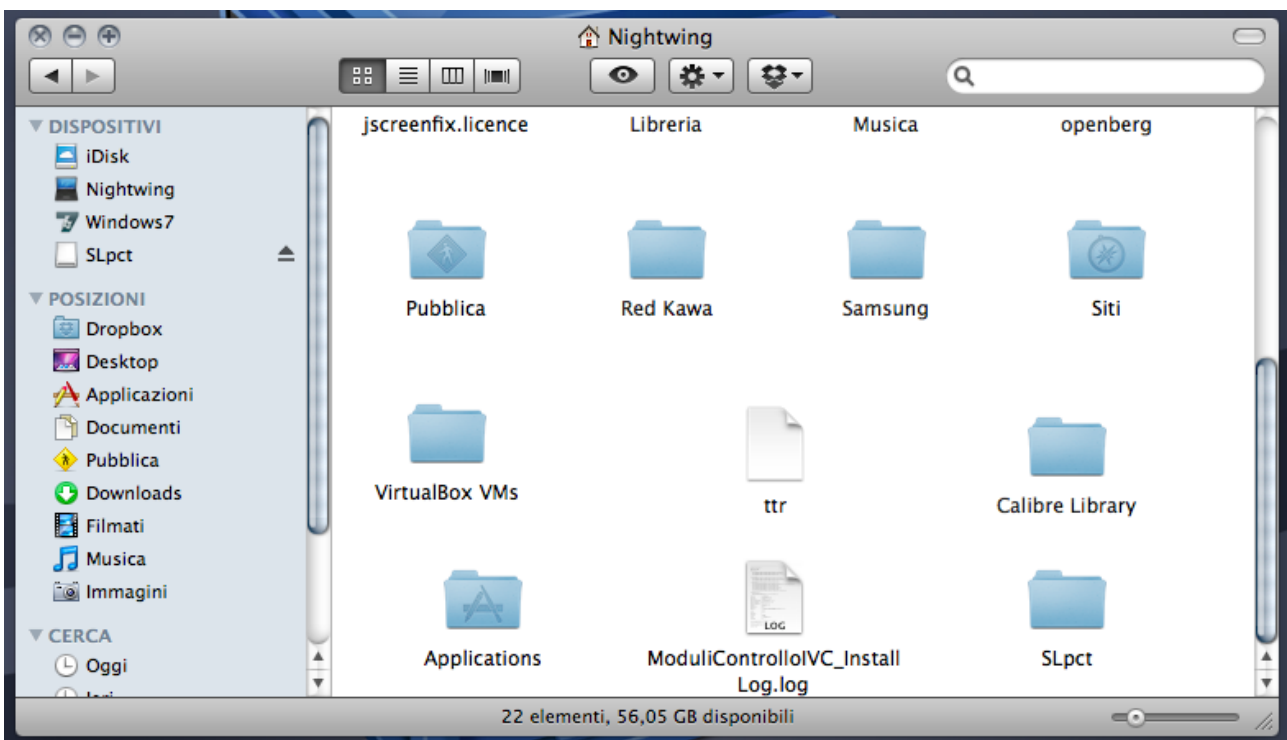 Nightwing
DISPOSITIVI
iDisk
Nightwing
Windows7
SLpct
POSIZIONI
Dropbox
Desktop
Applicazioni
Documenti
Pubblica
Downloads
Filmati
Musica
Immagini
CERCA
Oggi
jscreenfix.licence Libreria Musica openberg
Pubblica Red Kawa Samsung Siti
VirtualBox VMs ttr Calibre Library
LOG
Applications ModuliControlloIVC_Install SLpct
Log.log
22 elementi, 56,05 GB disponibili